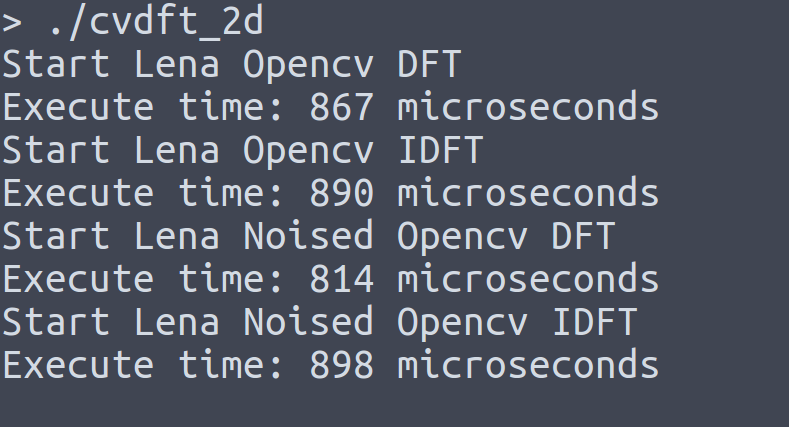 > ./cvdft_2d
Start Lena Opencv DFT
Execute time: 867 microseconds
Start Lena Opencv IDFT
Execute time: 890 microseconds
Start Lena Noised Opencv DFT
Execute time: 814 microseconds
Start Lena Noised Opencv IDFT
Execute time: 898 microseconds